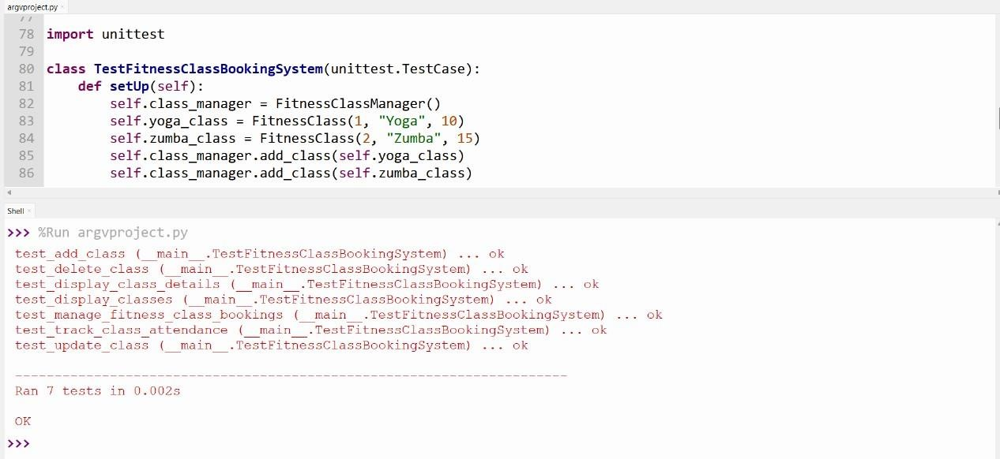 argvproject.py ×
77
78 import unittest
79
80 class TestFitnessClassBookingSystem(unittest.TestCase):
81     def setUp(self):
82         self.class_manager = FitnessClassManager()
83         self.yoga_class = FitnessClass(1, "Yoga", 10)
84         self.zumba_class = FitnessClass(2, "Zumba", 15)
85         self.class_manager.add_class(self.yoga_class)
86         self.class_manager.add_class(self.zumba_class)
Shell ×
>>> %Run argvproject.py
test_add_class (__main__.TestFitnessClassBookingSystem) ... ok
test_delete_class (__main__.TestFitnessClassBookingSystem) ... ok
test_display_class_details (__main__.TestFitnessClassBookingSystem) ... ok
test_display_classes (__main__.TestFitnessClassBookingSystem) ... ok
test_manage_fitness_class_bookings (__main__.TestFitnessClassBookingSystem) ... ok
test_track_class_attendance (__main__.TestFitnessClassBookingSystem) ... ok
test_update_class (__main__.TestFitnessClassBookingSystem) ... ok
----------------------------------------------------------------------
Ran 7 tests in 0.002s
OK
>>>